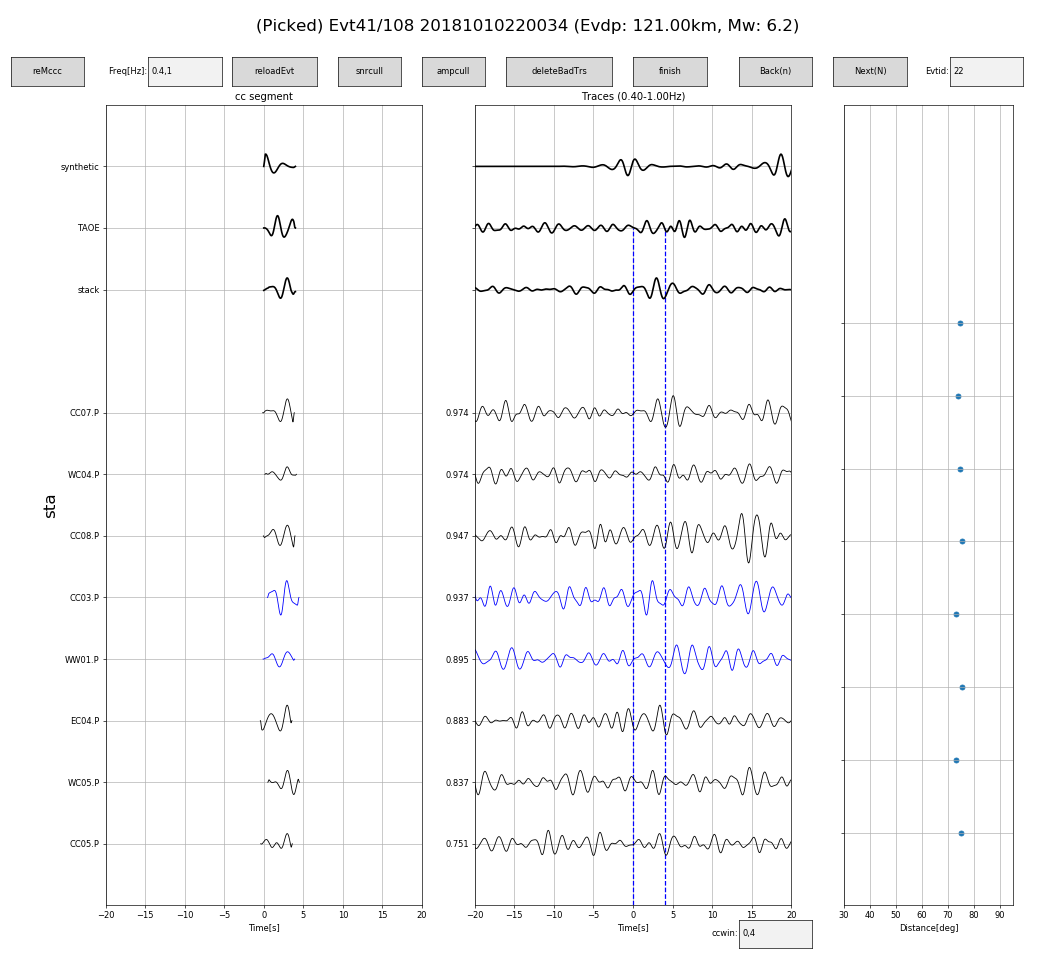 (Picked) Evt41/108 20181010220034 (Evdp: 121.00km, Mw: 6.2)
reMccc Freq[Hz]: 0.4,1 reloadEvt snrcull ampcull deleteBadTrs finish Back(n) Next(N) Evtid: 22
cc segment Traces (0.40-1.00Hz)
synthetic
TAOE
stack
CC07.P 0.974
WC04.P 0.974
sta
CC08.P 0.947
CC03.P 0.937
WW01.P 0.895
EC04.P 0.883
WC05.P 0.837
CC05.P 0.751
−20 −15 −10 −5 0 5 10 15 20 −20 −15 −10 −5 0 5 10 15 20 30 40 50 60 70 80 90
Time[s] Time[s] Distance[deg]
ccwin: 0,4